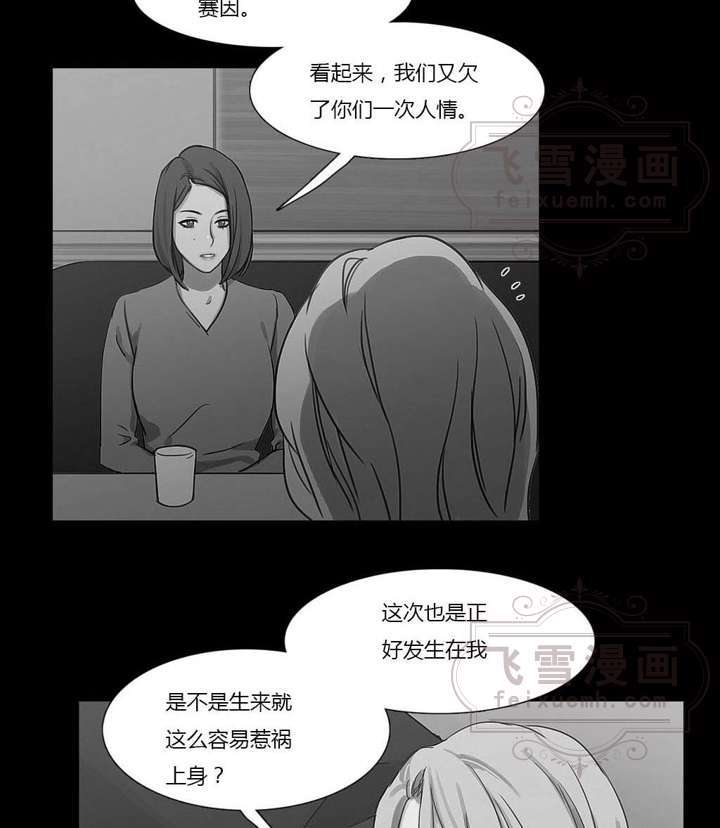 赛因。
看起来，我们又欠
了你们一次人情。
飞雪漫画
feixuemh.com
这次也是正
好发生在我
飞雪漫画
feixuemh.com
是不是生来就
这么容易惹祸
上身？